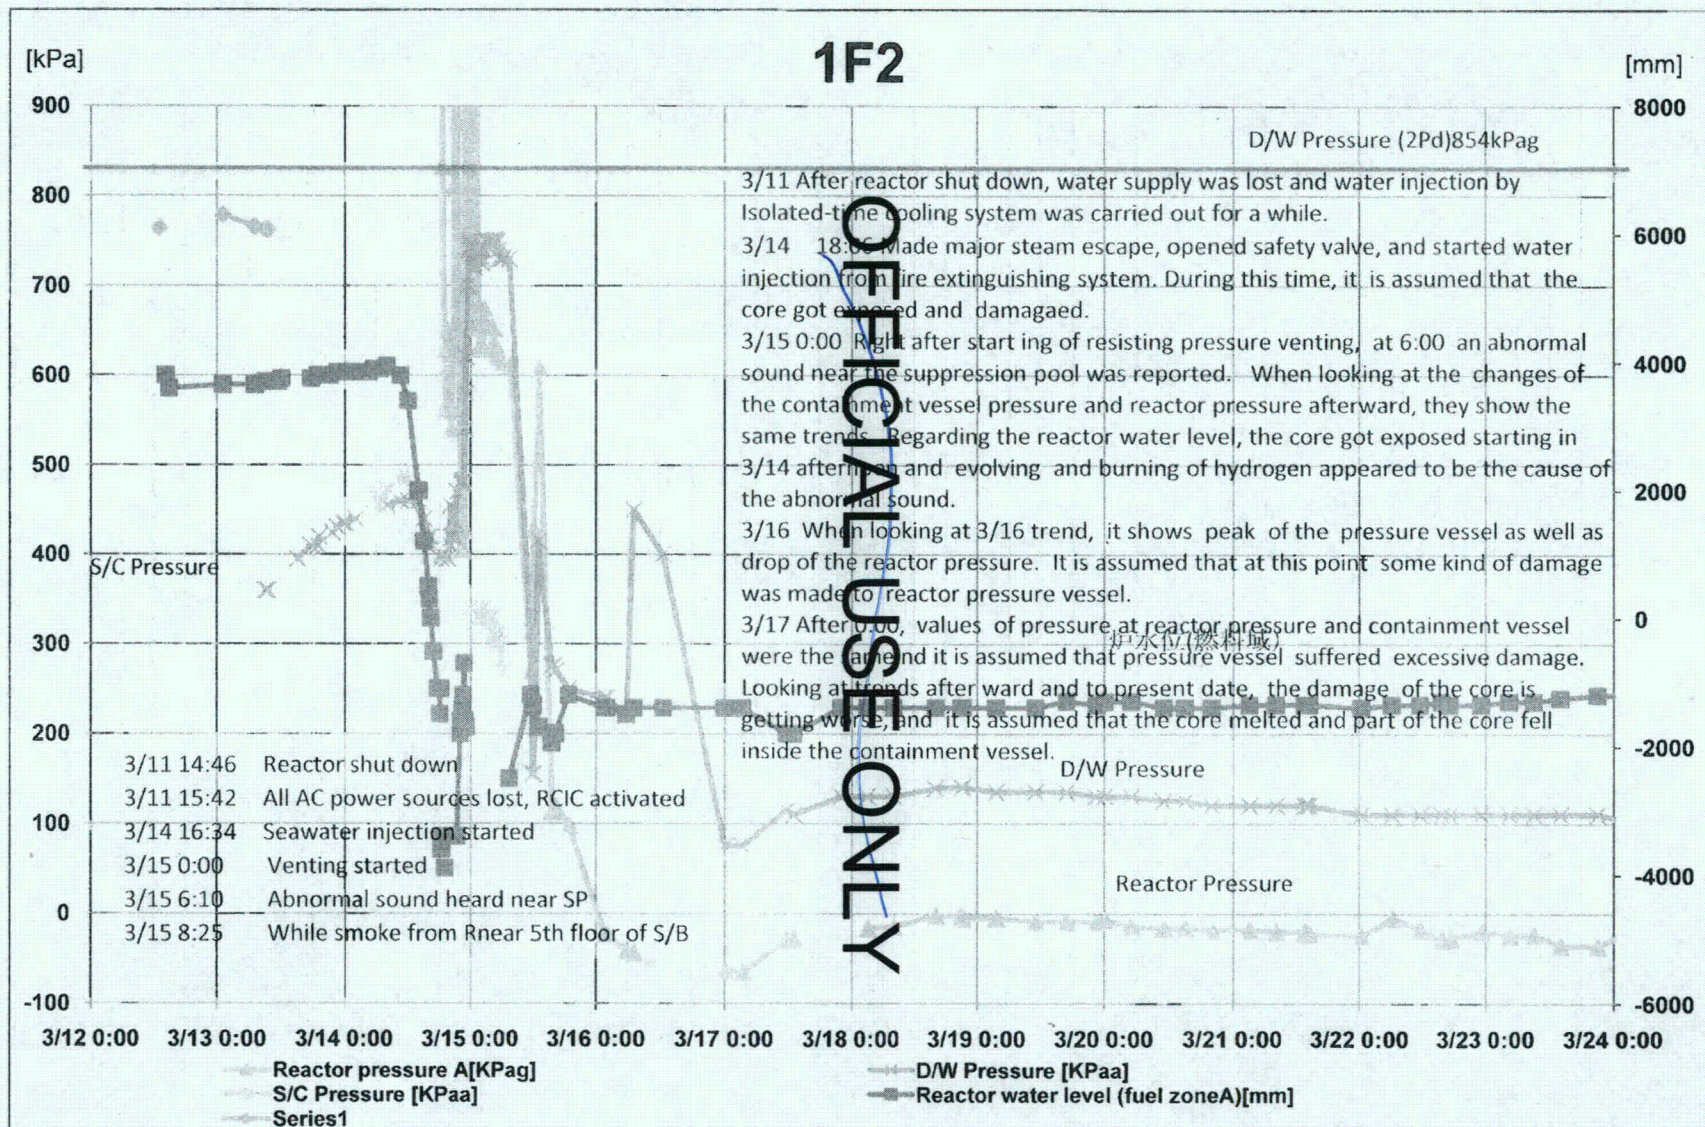 1F2
[kPa]
[mm]
900
800
700
600
500
400
300
200
100
0
-100
8000
6000
4000
2000
0
-2000
-4000
-6000
D/W Pressure (2Pd)854kPag
3/11 After reactor shut down, water supply was lost and water injection by
Isolated-time cooling system was carried out for a while.
3/14 18:06 Made major steam escape, opened safety valve, and started water
injection from fire extinguishing system. During this time, it is assumed that the
core got exposed and damagaed.
3/15 0:00 Right after start ing of resisting pressure venting, at 6:00 an abnormal
sound near the suppression pool was reported. When looking at the changes of
the containment vessel pressure and reactor pressure afterward, they show the
same trends. Regarding the reactor water level, the core got exposed starting in
3/14 afternoon and evolving and burning of hydrogen appeared to be the cause of
the abnormal sound.
3/16 When looking at 3/16 trend, it shows peak of the pressure vessel as well as
drop of the reactor pressure. It is assumed that at this point some kind of damage
was made to reactor pressure vessel.
3/17 After 0:00, values of pressure at reactor pressure and containment vessel
were the same nd it is assumed that pressure vessel suffered excessive damage.
Looking at trends after ward and to present date, the damage of the core is
getting worse, and it is assumed that the core melted and part of the core fell
inside the containment vessel.
炉水位(燃料域)
OFFICIAL USE ONLY
S/C Pressure
D/W Pressure
Reactor Pressure
3/11 14:46 Reactor shut down
3/11 15:42 All AC power sources lost, RCIC activated
3/14 16:34 Seawater injection started
3/15 0:00 Venting started
3/15 6:10 Abnormal sound heard near SP
3/15 8:25 While smoke from Rnear 5th floor of S/B
3/12 0:00 3/13 0:00 3/14 0:00 3/15 0:00 3/16 0:00 3/17 0:00 3/18 0:00 3/19 0:00 3/20 0:00 3/21 0:00 3/22 0:00 3/23 0:00 3/24 0:00
Reactor pressure A[KPag]
S/C Pressure [KPaa]
Series1
D/W Pressure [KPaa]
Reactor water level (fuel zoneA)[mm]